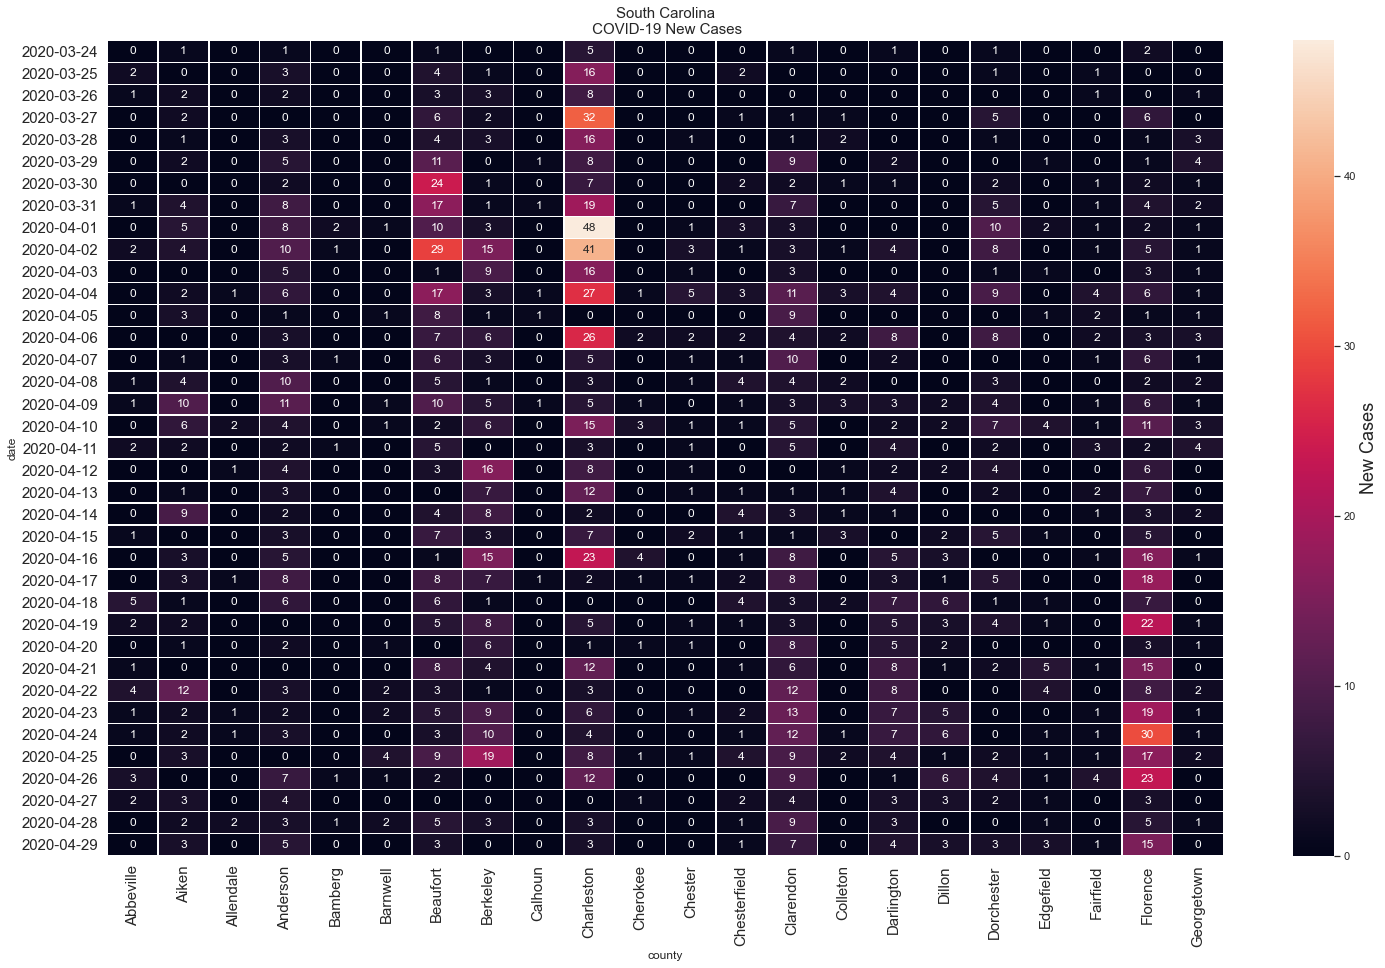 South Carolina
COVID-19 New Cases
2020-03-24 0 1 0 1 0 0 1 0 0 5 0 0 0 1 0 1 0 1 0 0 2 0
2020-03-25 2 0 0 3 0 0 4 1 0 16 0 0 2 0 0 0 0 1 0 1 0 0
2020-03-26 1 2 0 2 0 0 3 3 0 8 0 0 0 0 0 0 0 0 0 1 0 1
2020-03-27 0 2 0 0 0 0 6 2 0 32 0 0 1 1 1 0 0 5 0 0 6 0
2020-03-28 0 1 0 3 0 0 4 3 0 16 0 1 0 1 2 0 0 1 0 0 1 3
2020-03-29 0 2 0 5 0 0 11 0 1 8 0 0 0 9 0 2 0 0 1 0 1 4
2020-03-30 0 0 0 2 0 0 24 1 0 7 0 0 2 2 1 1 0 2 0 1 2 1
2020-03-31 1 4 0 8 0 0 17 1 1 19 0 0 0 7 0 0 0 5 0 1 4 2
2020-04-01 0 5 0 8 2 1 10 3 0 48 0 1 3 3 0 0 0 10 2 1 2 1
2020-04-02 2 4 0 10 1 0 29 15 0 41 0 3 1 3 1 4 0 8 0 1 5 1
2020-04-03 0 0 0 5 0 0 1 9 0 16 0 1 0 3 0 0 0 1 1 0 3 1
2020-04-04 0 2 1 6 0 0 17 3 1 27 1 5 3 11 3 4 0 9 0 4 6 1
2020-04-05 0 3 0 1 0 1 8 1 1 0 0 0 0 9 0 0 0 0 1 2 1 1
2020-04-06 0 0 0 3 0 0 7 6 0 26 2 2 2 4 2 8 0 8 0 2 3 3
2020-04-07 0 1 0 3 1 0 6 3 0 5 0 1 1 10 0 2 0 0 0 1 6 1
2020-04-08 1 4 0 10 0 0 5 1 0 3 0 1 4 4 2 0 0 3 0 0 2 2
2020-04-09 1 10 0 11 0 1 10 5 1 5 1 0 1 3 3 3 2 4 0 1 6 1
2020-04-10 0 6 2 4 0 1 2 6 0 15 3 1 1 5 0 2 2 7 4 1 11 3
2020-04-11 2 2 0 2 1 0 5 0 0 3 0 1 0 5 0 4 0 2 0 3 2 4
2020-04-12 0 0 1 4 0 0 3 16 0 8 0 1 0 0 1 2 2 4 0 0 6 0
2020-04-13 0 1 0 3 0 0 0 7 0 12 0 1 1 1 1 4 0 2 0 2 7 0
2020-04-14 0 9 0 2 0 0 4 8 0 2 0 0 4 3 1 1 0 0 0 1 3 2
2020-04-15 1 0 0 3 0 0 7 3 0 7 0 2 1 1 3 0 2 5 1 0 5 0
2020-04-16 0 3 0 5 0 0 1 15 0 23 4 0 1 8 0 5 3 0 0 1 16 1
2020-04-17 0 3 1 8 0 0 8 7 1 2 1 1 2 8 0 3 1 5 0 0 18 0
2020-04-18 5 1 0 6 0 0 6 1 0 0 0 0 4 3 2 7 6 1 1 0 7 0
2020-04-19 2 2 0 0 0 0 5 8 0 5 0 1 1 3 0 5 3 4 1 0 22 1
2020-04-20 0 1 0 2 0 1 0 6 0 1 1 1 0 8 0 5 2 0 0 0 3 1
2020-04-21 1 0 0 0 0 0 8 4 0 12 0 0 1 6 0 8 1 2 5 1 15 0
2020-04-22 4 12 0 3 0 2 3 1 0 3 0 0 0 12 0 8 0 0 4 0 8 2
2020-04-23 1 2 1 2 0 2 5 9 0 6 0 1 2 13 0 7 5 0 0 1 19 1
2020-04-24 1 2 1 3 0 0 3 10 0 4 0 0 1 12 1 7 6 0 1 1 30 1
2020-04-25 0 3 0 0 0 4 9 19 0 8 1 1 4 9 2 4 1 2 1 1 17 2
2020-04-26 3 0 0 7 1 1 2 0 0 12 0 0 0 9 0 1 6 4 1 4 23 0
2020-04-27 2 3 0 4 0 0 0 0 0 0 1 0 2 4 0 3 3 2 1 0 3 0
2020-04-28 0 2 2 3 1 2 5 3 0 3 0 0 1 9 0 3 0 0 1 0 5 1
2020-04-29 0 3 0 5 0 0 3 0 0 3 0 0 1 7 0 4 3 3 3 1 15 0
date
Abbeville Aiken Allendale Anderson Bamberg Barnwell Beaufort Berkeley Calhoun Charleston Cherokee Chester Chesterfield Clarendon Colleton Darlington Dillon Dorchester Edgefield Fairfield Florence Georgetown
county
40
30
20
10
0
New Cases